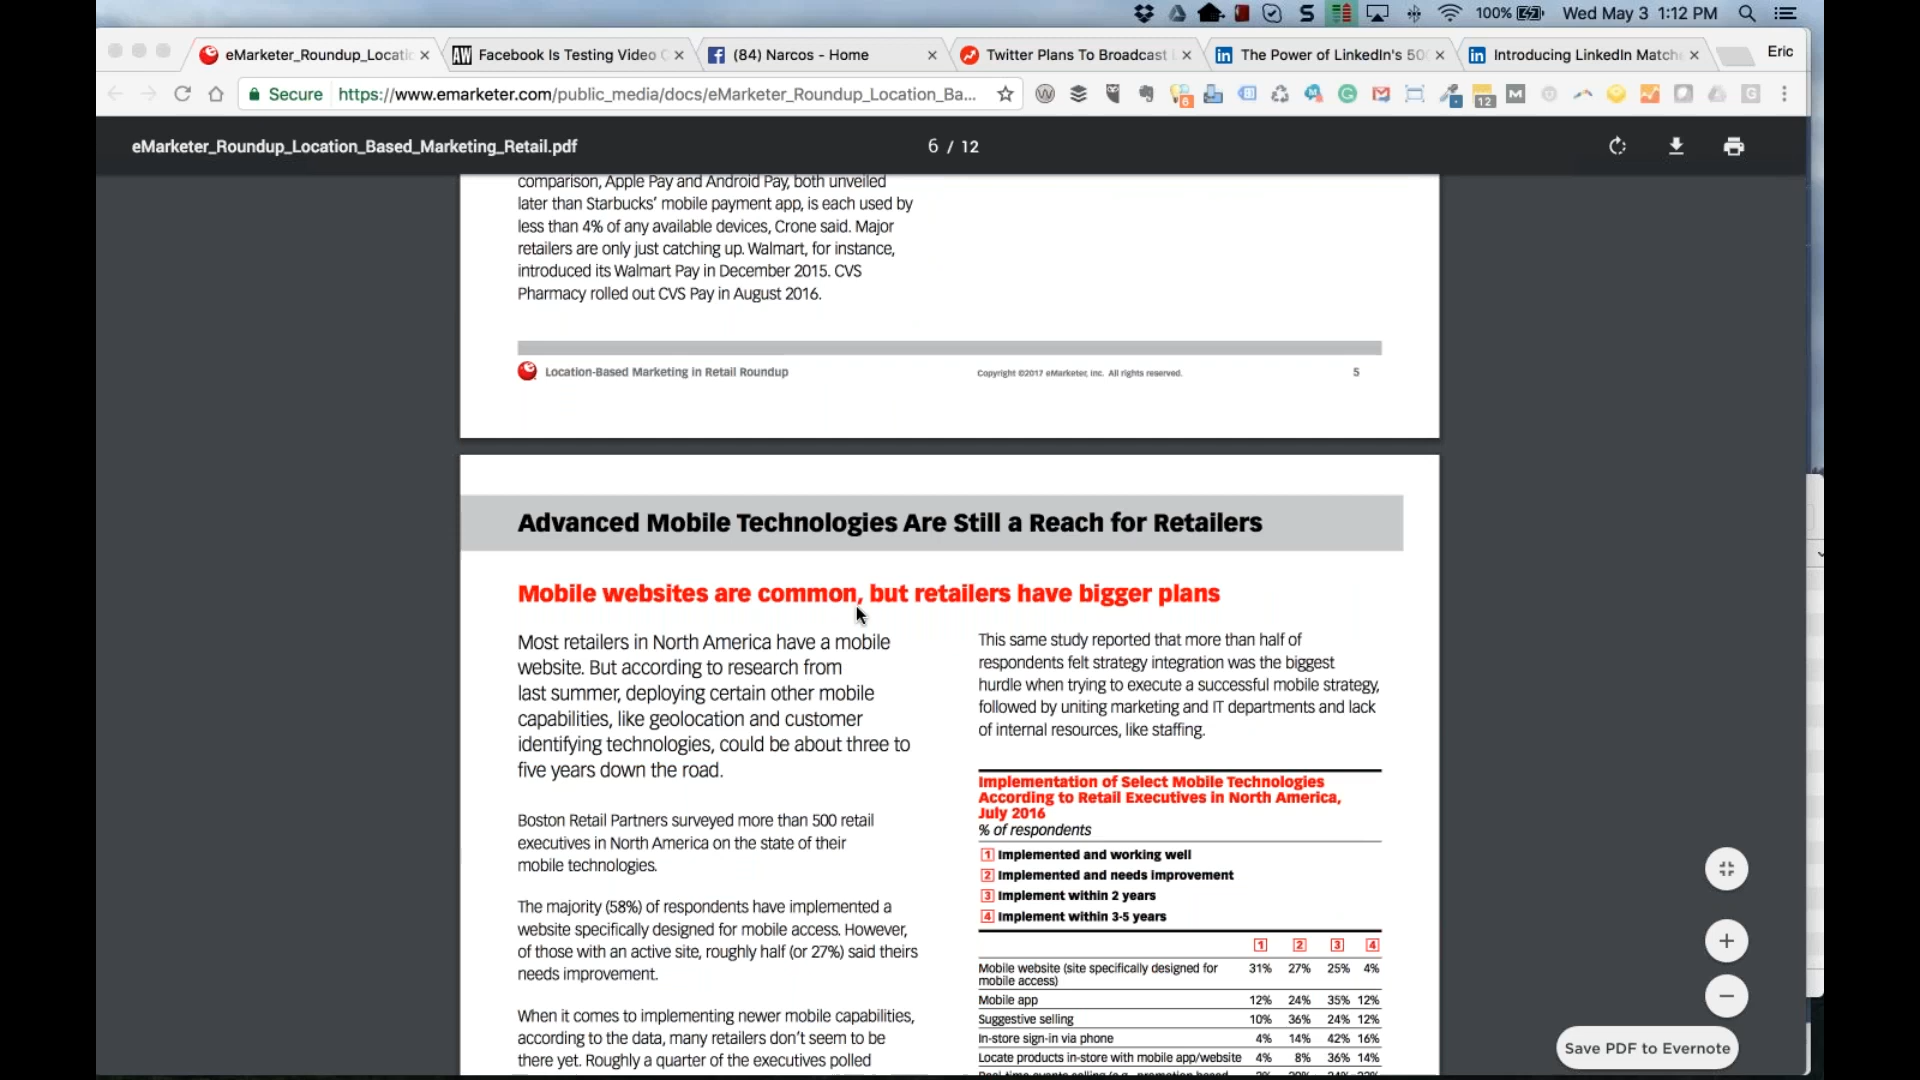 100%
Wed May 3 1:12 PM
eMarketer_Roundup_Locatic
Facebook Is Testing Video C
(84) Narcos - Home
Twitter Plans To Broadcast
The Power of LinkedIn's 50
Introducing LinkedIn Matche
Eric
Secure
https://www.emarketer.com/public_media/docs/eMarketer_Roundup_Location_Ba...
eMarketer_Roundup_Location_Based_Marketing_Retail.pdf
6 / 12
comparison, Apple Pay and Android Pay, both unveiled
later than Starbucks' mobile payment app, is each used by
less than 4% of any available devices, Crone said. Major
retailers are only just catching up. Walmart, for instance,
introduced its Walmart Pay in December 2015. CVS
Pharmacy rolled out CVS Pay in August 2016.
Location-Based Marketing in Retail Roundup
Copyright ©2017 eMarketer, Inc. All rights reserved.
5
Advanced Mobile Technologies Are Still a Reach for Retailers
Mobile websites are common, but retailers have bigger plans
Most retailers in North America have a mobile
website. But according to research from
last summer, deploying certain other mobile
capabilities, like geolocation and customer
identifying technologies, could be about three to
five years down the road.
Boston Retail Partners surveyed more than 500 retail
executives in North America on the state of their
mobile technologies.
The majority (58%) of respondents have implemented a
website specifically designed for mobile access. However,
of those with an active site, roughly half (or 27%) said theirs
needs improvement.
When it comes to implementing newer mobile capabilities,
according to the data, many retailers don't seem to be
there yet. Roughly a quarter of the executives polled
This same study reported that more than half of
respondents felt strategy integration was the biggest
hurdle when trying to execute a successful mobile strategy,
followed by uniting marketing and IT departments and lack
of internal resources, like staffing.
Implementation of Select Mobile Technologies
According to Retail Executives in North America,
July 2016
% of respondents
1 Implemented and working well
2 Implemented and needs improvement
3 Implement within 2 years
4 Implement within 3-5 years
1 2 3 4
Mobile website (site specifically designed for 31% 27% 25% 4%
mobile access)
Mobile app 12% 24% 35% 12%
Suggestive selling 10% 36% 24% 12%
In-store sign-in via phone 4% 14% 42% 16%
Locate products in-store with mobile app/website 4% 8% 36% 14%
Save PDF to Evernote